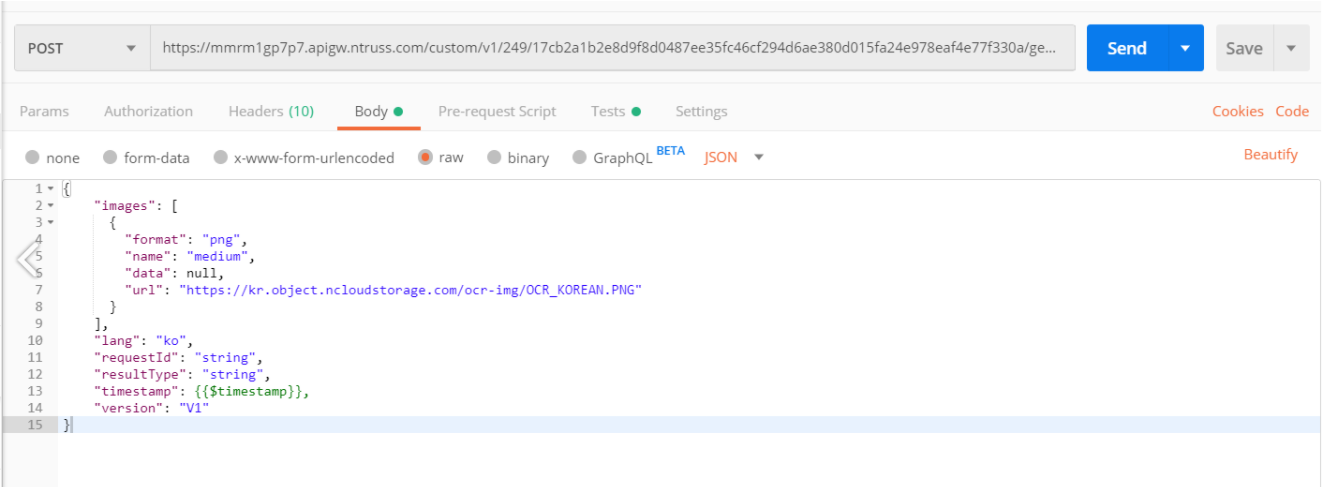 POST https://mmrm1gp7p7.apigw.ntruss.com/custom/v1/249/17cb2a1b2e8d9f8d0487ee35fc46cf294d6ae380d015fa24e978eaf4e77f330a/ge... Send Save
Params Authorization Headers (10) Body Pre-request Script Tests Settings Cookies Code
none form-data x-www-form-urlencoded raw binary GraphQL BETA JSON Beautify
1 {
2 "images": [
3 {
4 "format": "png",
5 "name": "medium",
6 "data": null,
7 "url": "https://kr.object.ncloudstorage.com/ocr-img/OCR_KOREAN.PNG"
8 }
9 ],
10 "lang": "ko",
11 "requestId": "string",
12 "resultType": "string",
13 "timestamp": {{$timestamp}},
14 "version": "V1"
15 }